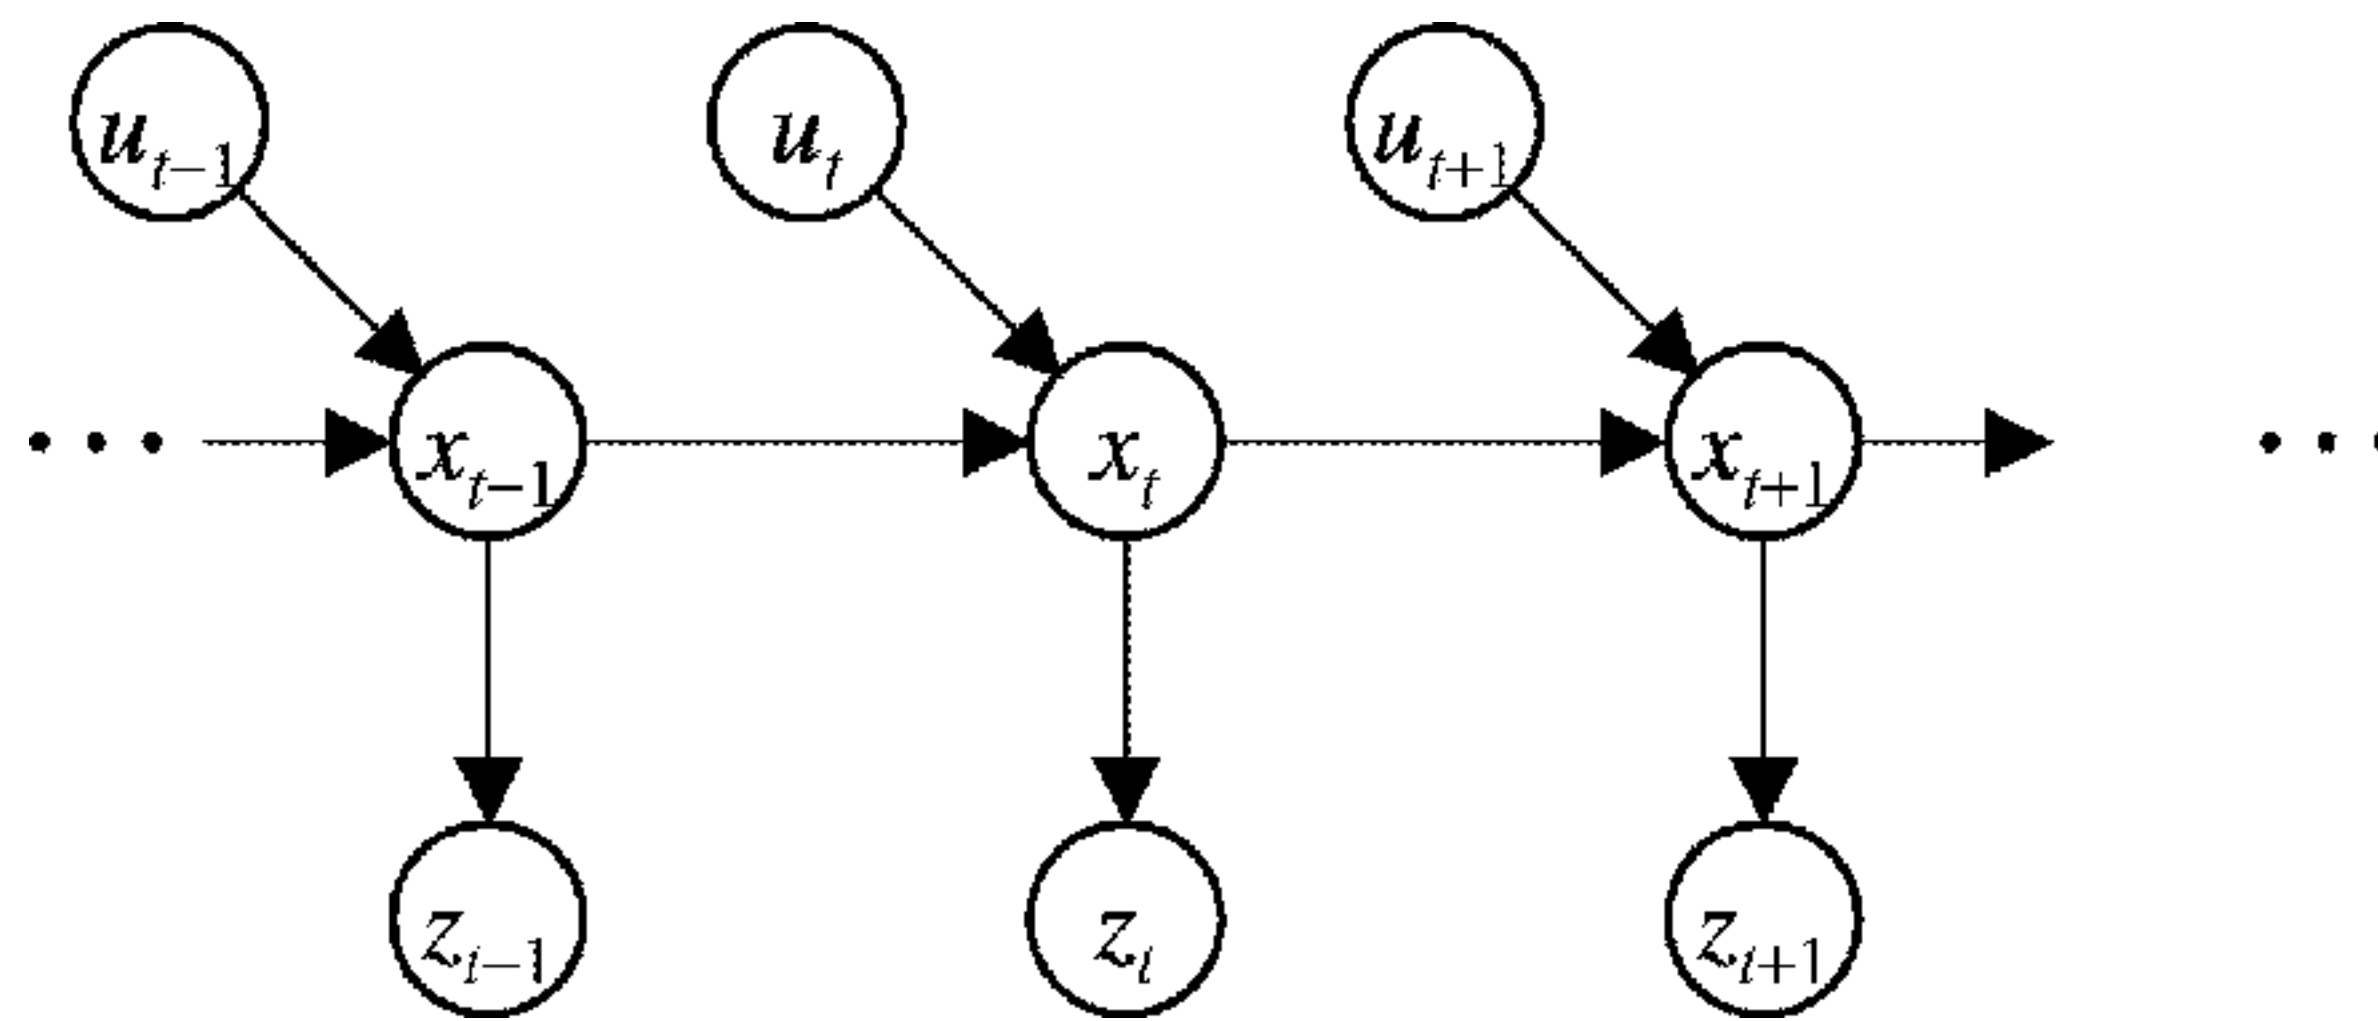 u_{t-1} u_t u_{t+1}
... x_{t-1} x_t x_{t+1} ...
z_{t-1} z_t z_{t+1}